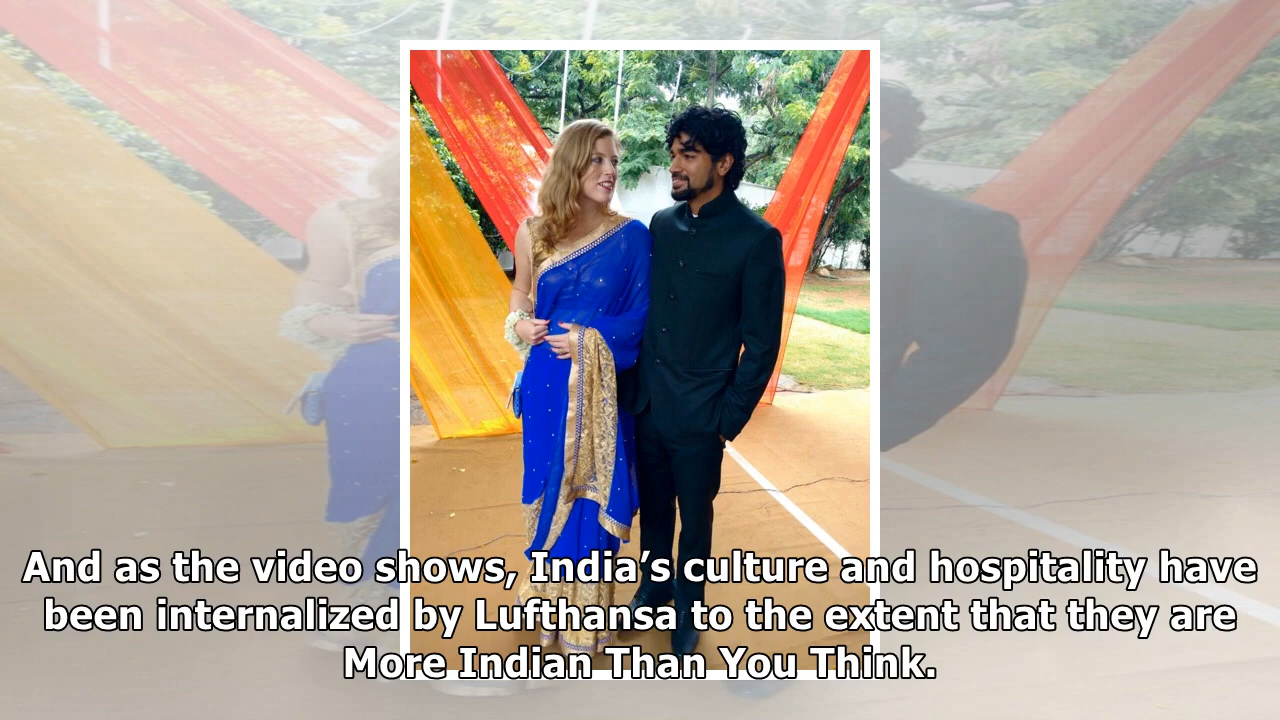 And as the video shows, India’s culture and hospitality have
been internalized by Lufthansa to the extent that they are
More Indian Than You Think.